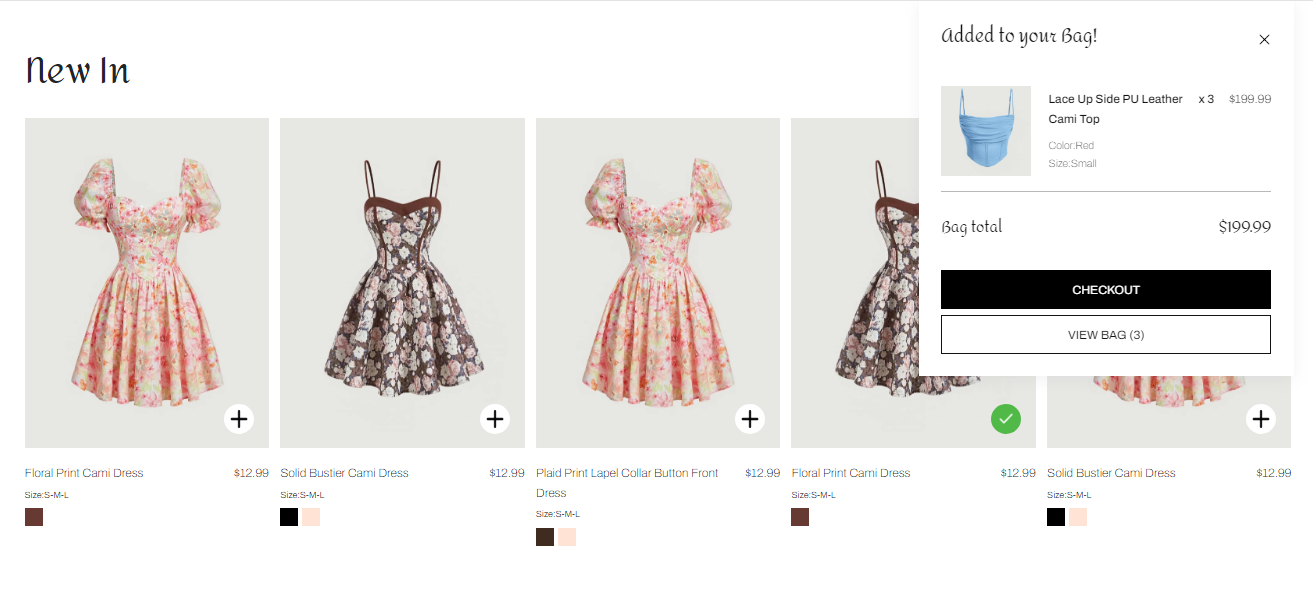 New In
Added to your Bag!
Lace Up Side PU Leather Cami Top x 3 $199.99
Color:Red
Size:Small
Bag total $199.99
CHECKOUT
VIEW BAG (3)
Floral Print Cami Dress $12.99
Size:S-M-L
Solid Bustier Cami Dress $12.99
Size:S-M-L
Plaid Print Lapel Collar Button Front $12.99
Dress
Size:S-M-L
Floral Print Cami Dress $12.99
Size:S-M-L
Solid Bustier Cami Dress $12.99
Size:S-M-L